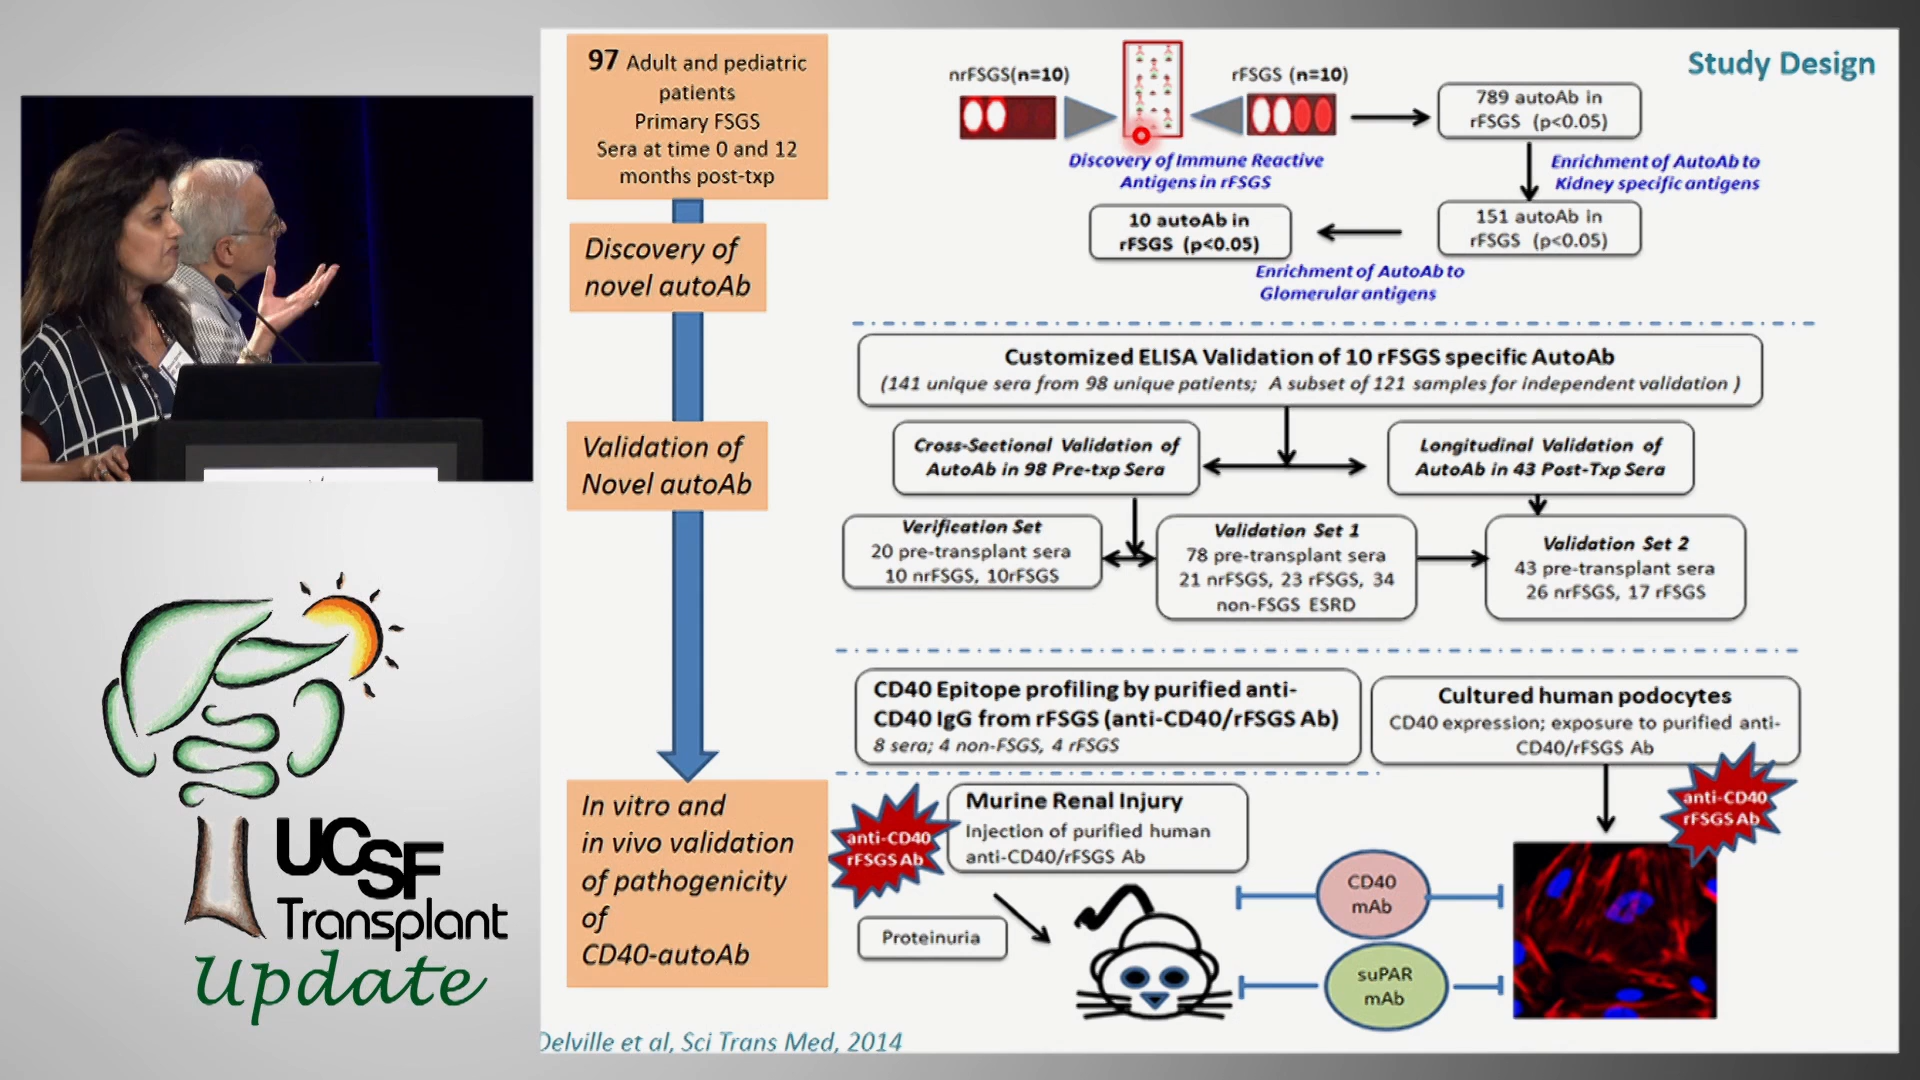 97 Adult and pediatric
patients
Primary FSGS
Sera at time 0 and 12
months post-txp
Discovery of
novel autoAb
Validation of
Novel autoAb
In vitro and
in vivo validation
of pathogenicity
of
CD40-autoAb
Study Design
nrFSGS(n=10)
rFSGS (n=10)
Discovery of Immune Reactive
Antigens in rFSGS
789 autoAb in
rFSGS (p<0.05)
Enrichment of AutoAb to
Kidney specific antigens
151 autoAb in
rFSGS (p<0.05)
10 autoAb in
rFSGS (p<0.05)
Enrichment of AutoAb to
Glomerular antigens
Customized ELISA Validation of 10 rFSGS specific AutoAb
(141 unique sera from 98 unique patients; A subset of 121 samples for independent validation )
Cross-Sectional Validation of
AutoAb in 98 Pre-txp Sera
Longitudinal Validation of
AutoAb in 43 Post-Txp Sera
Verification Set
20 pre-transplant sera
10 nrFSGS, 10rFSGS
Validation Set 1
78 pre-transplant sera
21 nrFSGS, 23 rFSGS, 34
non-FSGS ESRD
Validation Set 2
43 pre-transplant sera
26 nrFSGS, 17 rFSGS
CD40 Epitope profiling by purified anti-
CD40 IgG from rFSGS (anti-CD40/rFSGS Ab)
8 sera; 4 non-FSGS, 4 rFSGS
Cultured human podocytes
CD40 expression; exposure to purified anti-
CD40/rFSGS Ab
anti-CD40
rFSGS Ab
Murine Renal Injury
Injection of purified human
anti-CD40/rFSGS Ab
anti-CD40
rFSGS Ab
Proteinuria
CD40
mAb
suPAR
mAb
Delville et al, Sci Trans Med, 2014
UCSF
Transplant
Update